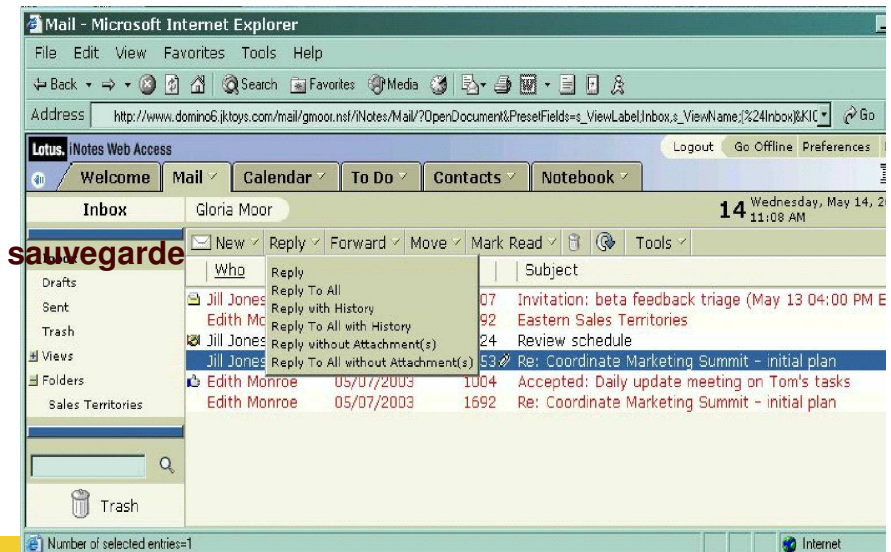 Mail - Microsoft Internet Explorer
File Edit View Favorites Tools Help
Back Search Favorites Media
Address http://www.domino6.jktoys.com/mail/gmoor.nsf/iNotes/Mail/?OpenDocument&PresetFields=s_ViewLabel;Inbox,s_ViewName;(%24Inbox)&KIC Go
Lotus. iNotes Web Access Logout Go Offline Preferences
Welcome Mail Calendar To Do Contacts Notebook
Inbox Gloria Moor 14 Wednesday, May 14, 2
11:08 AM
New Reply Forward Move Mark Read Tools
sauvegarde
Who Subject
Reply
Reply To All
Reply with History
Reply To All with History
Reply without Attachment(s)
Reply To All without Attachment(s)
Drafts
Sent
Trash
Views
Folders
Sales Territories
Trash
Jill Jones 07 Invitation: beta feedback triage (May 13 04:00 PM E
Edith Mo 92 Eastern Sales Territories
Jill Jones 24 Review schedule
Jill Jones 53 Re: Coordinate Marketing Summit - initial plan
Edith Monroe 05/07/2003 1004 Accepted: Daily update meeting on Tom's tasks
Edith Monroe 05/07/2003 1692 Re: Coordinate Marketing Summit - initial plan
Number of selected entries=1 Internet